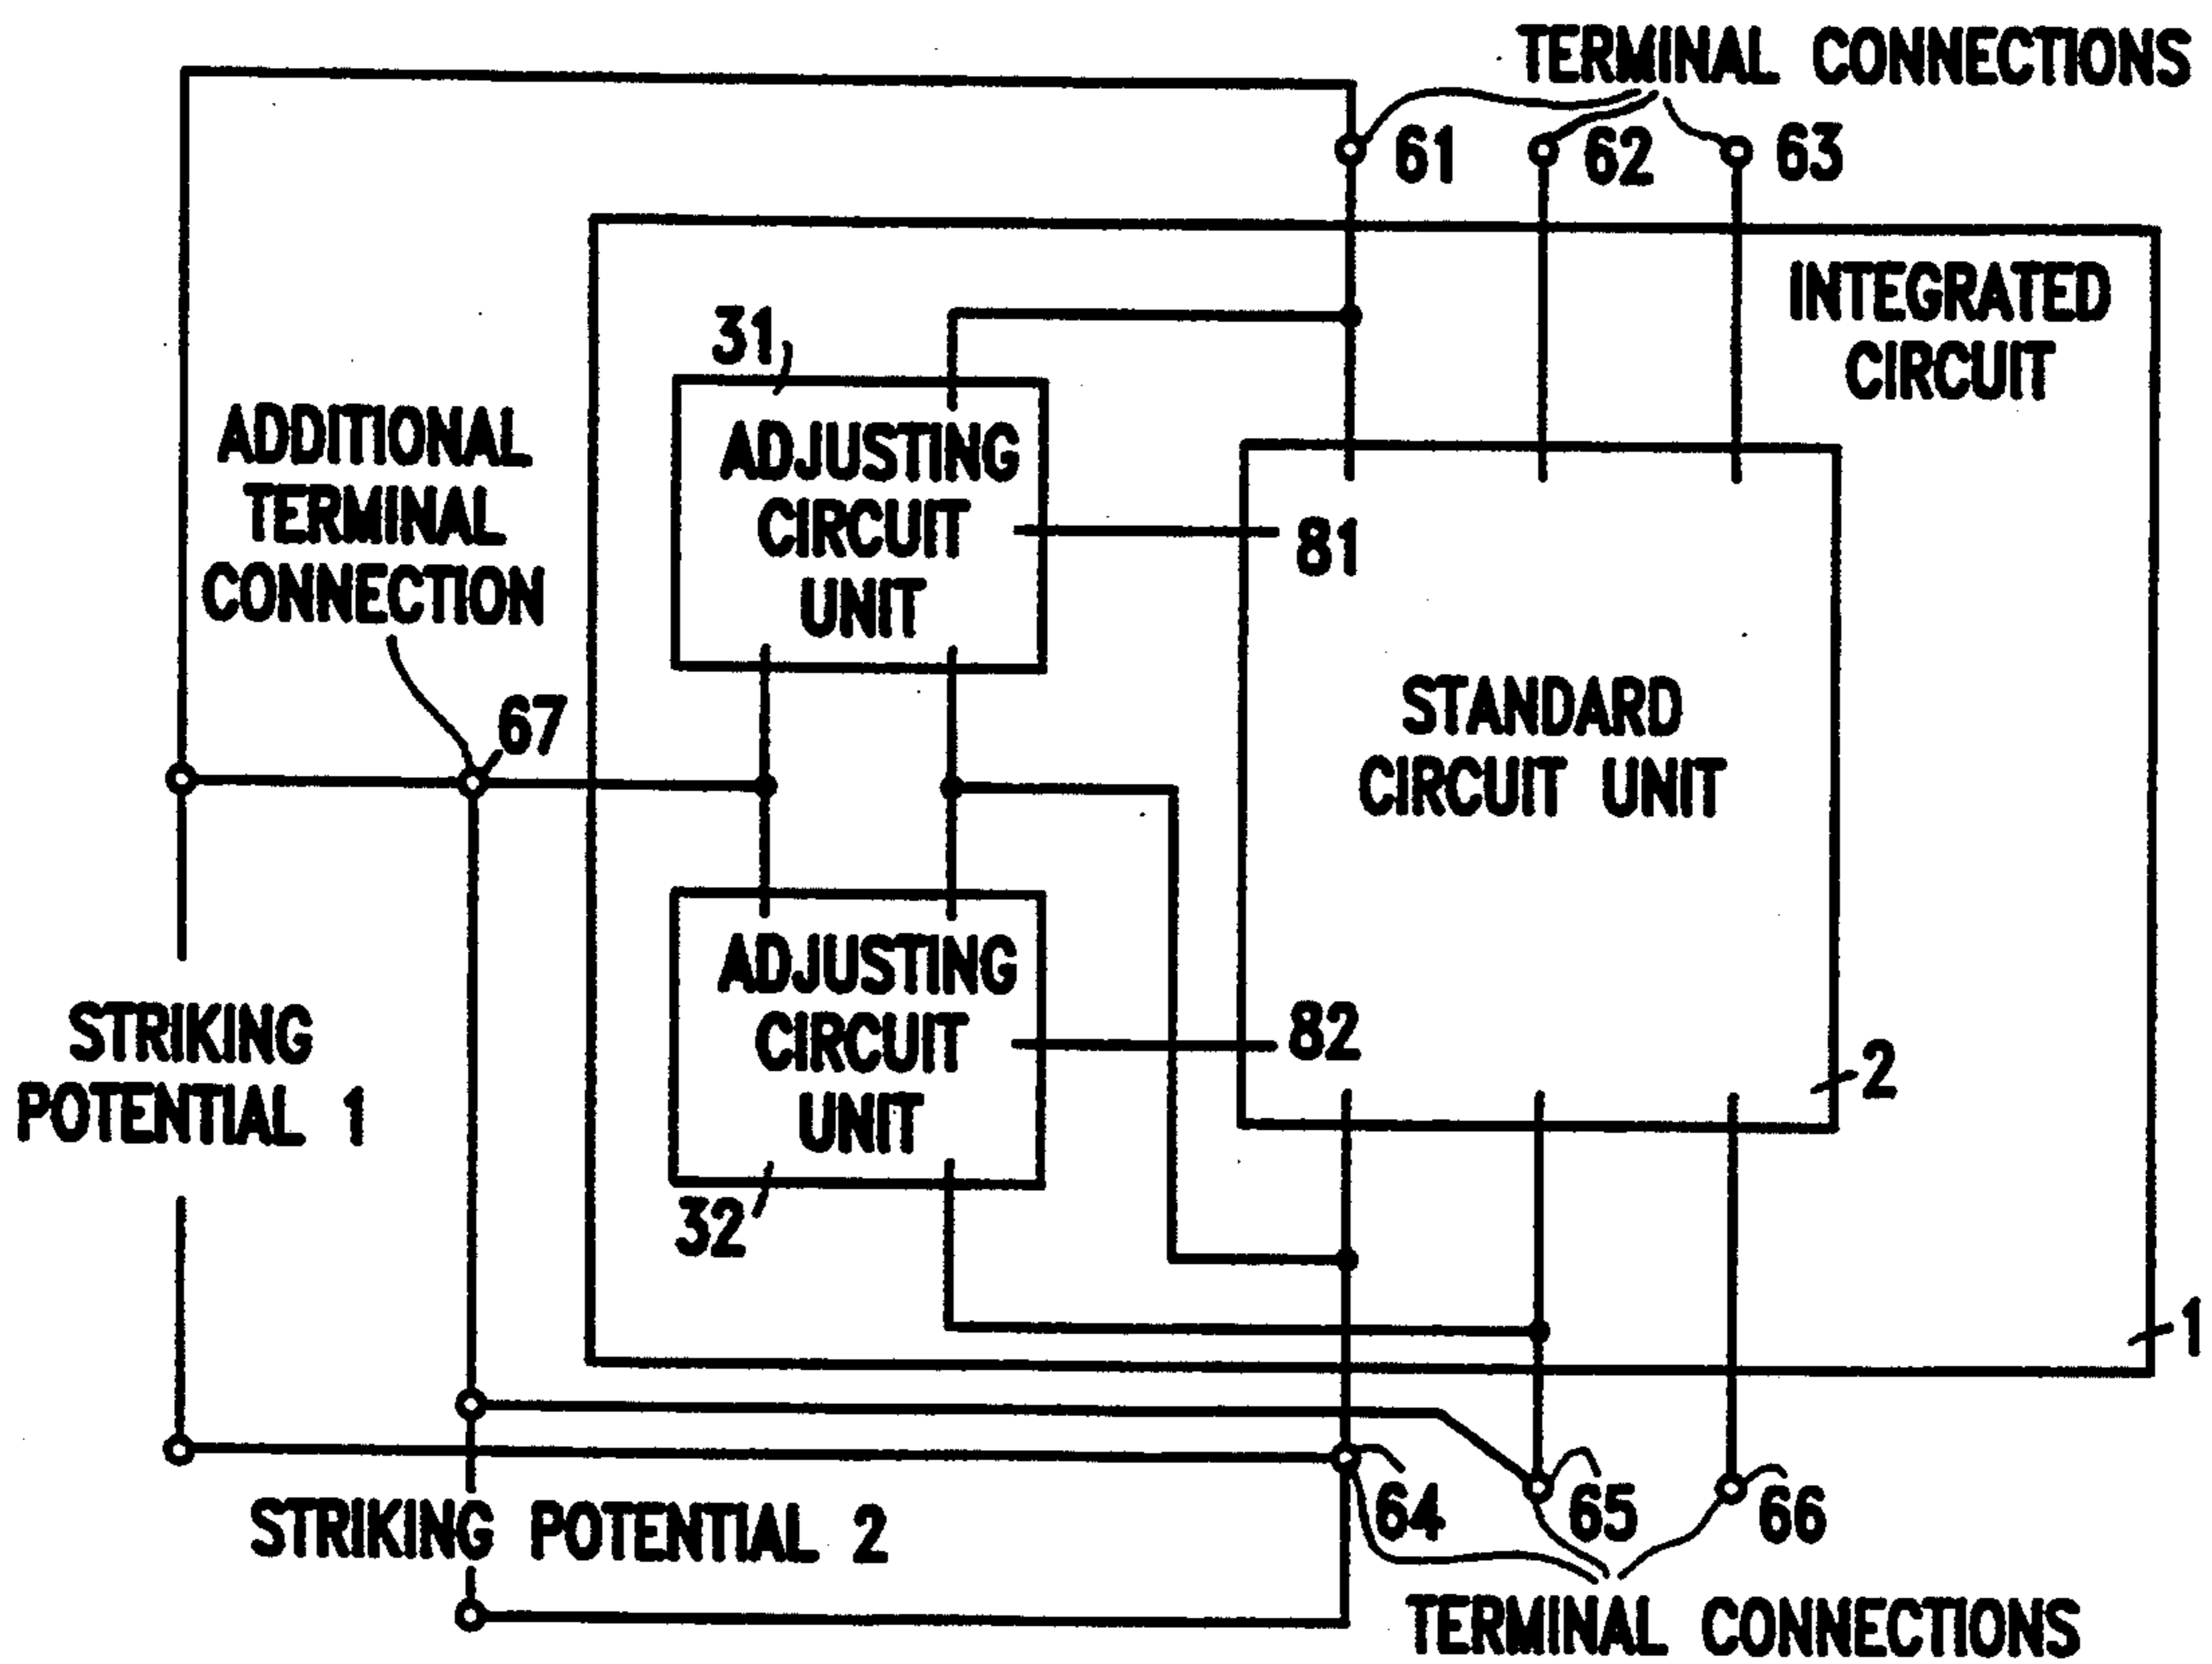 TERMINAL CONNECTIONS
61
62
63
INTEGRATED
CIRCUIT
31
ADJUSTING
CIRCUIT
UNIT
81
ADDITIONAL
TERMINAL
CONNECTION
67
STANDARD
CIRCUIT UNIT
ADJUSTING
CIRCUIT
UNIT
82
2
32
STRIKING
POTENTIAL 1
1
64
65
66
STRIKING POTENTIAL 2
TERMINAL CONNECTIONS